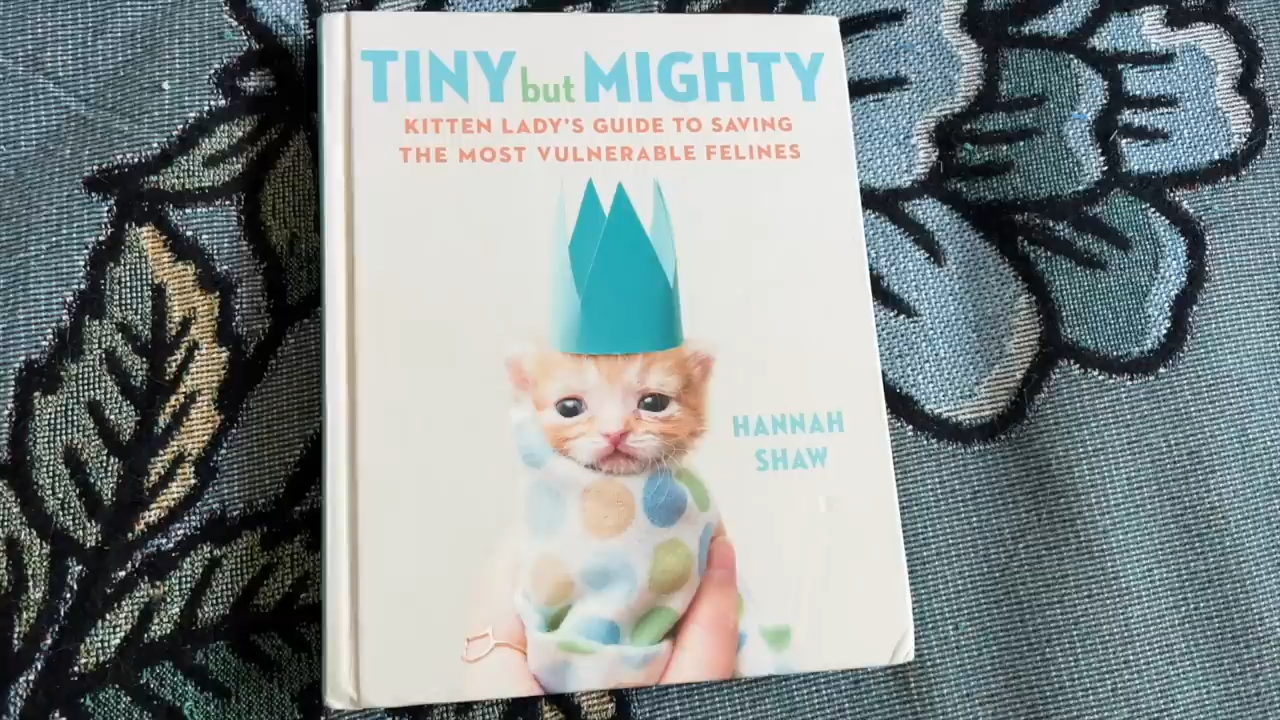 TINY but MIGHTY
KITTEN LADY'S GUIDE TO SAVING
THE MOST VULNERABLE FELINES
HANNAH
SHAW